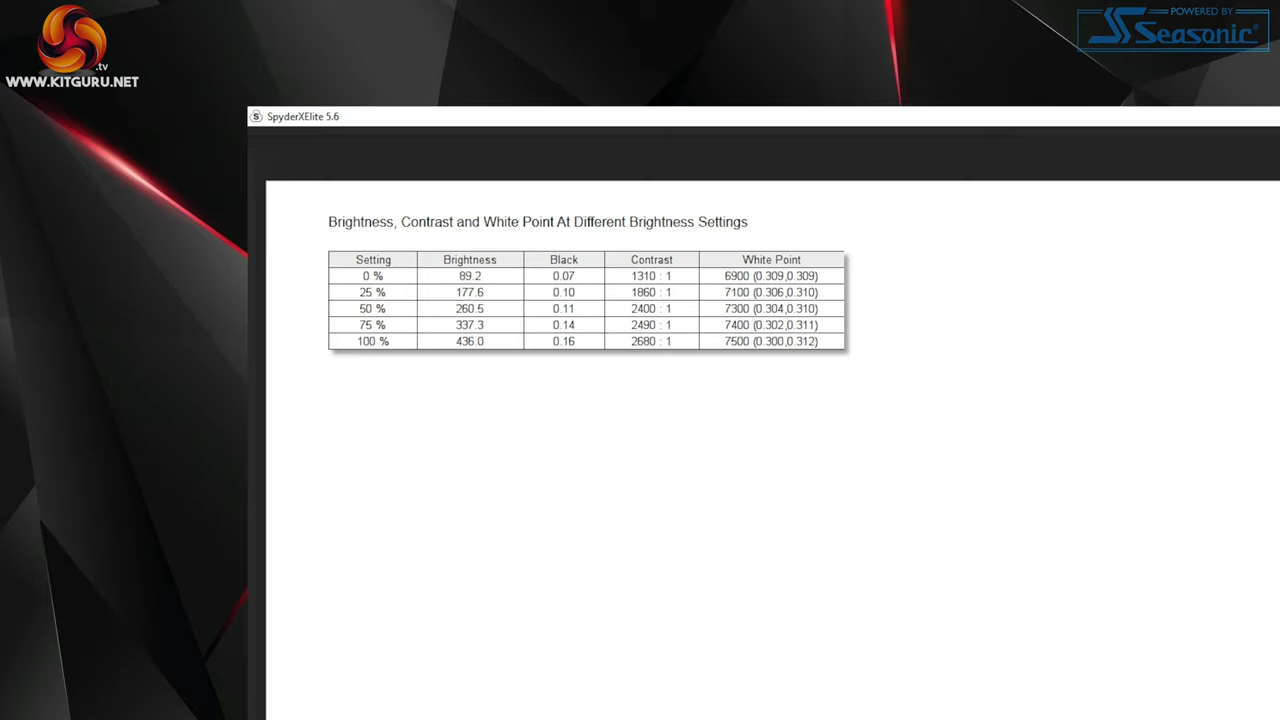 POWERED BY
Seasonic
.tv
WWW.KITGURU.NET
SpyderXElite 5.6
Brightness, Contrast and White Point At Different Brightness Settings
Setting Brightness Black Contrast White Point
0 % 89.2 0.07 1310 : 1 6900 (0.309,0.309)
25 % 177.6 0.10 1860 : 1 7100 (0.306,0.310)
50 % 260.5 0.11 2400 : 1 7300 (0.304,0.310)
75 % 337.3 0.14 2490 : 1 7400 (0.302,0.311)
100 % 436.0 0.16 2680 : 1 7500 (0.300,0.312)